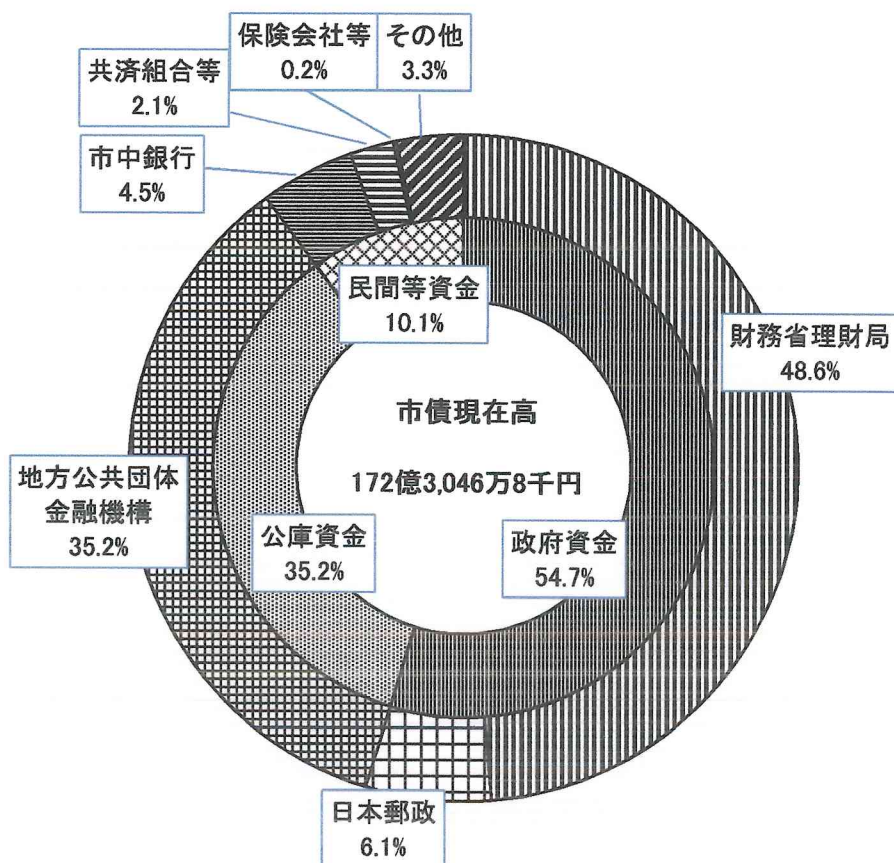 保険会社等
0.2%
その他
3.3%
共済組合等
2.1%
市中銀行
4.5%
民間等資金
10.1%
財務省理財局
48.6%
市債現在高
172億3,046万8千円
地方公共団体
金融機構
35.2%
公庫資金
35.2%
政府資金
54.7%
日本郵政
6.1%